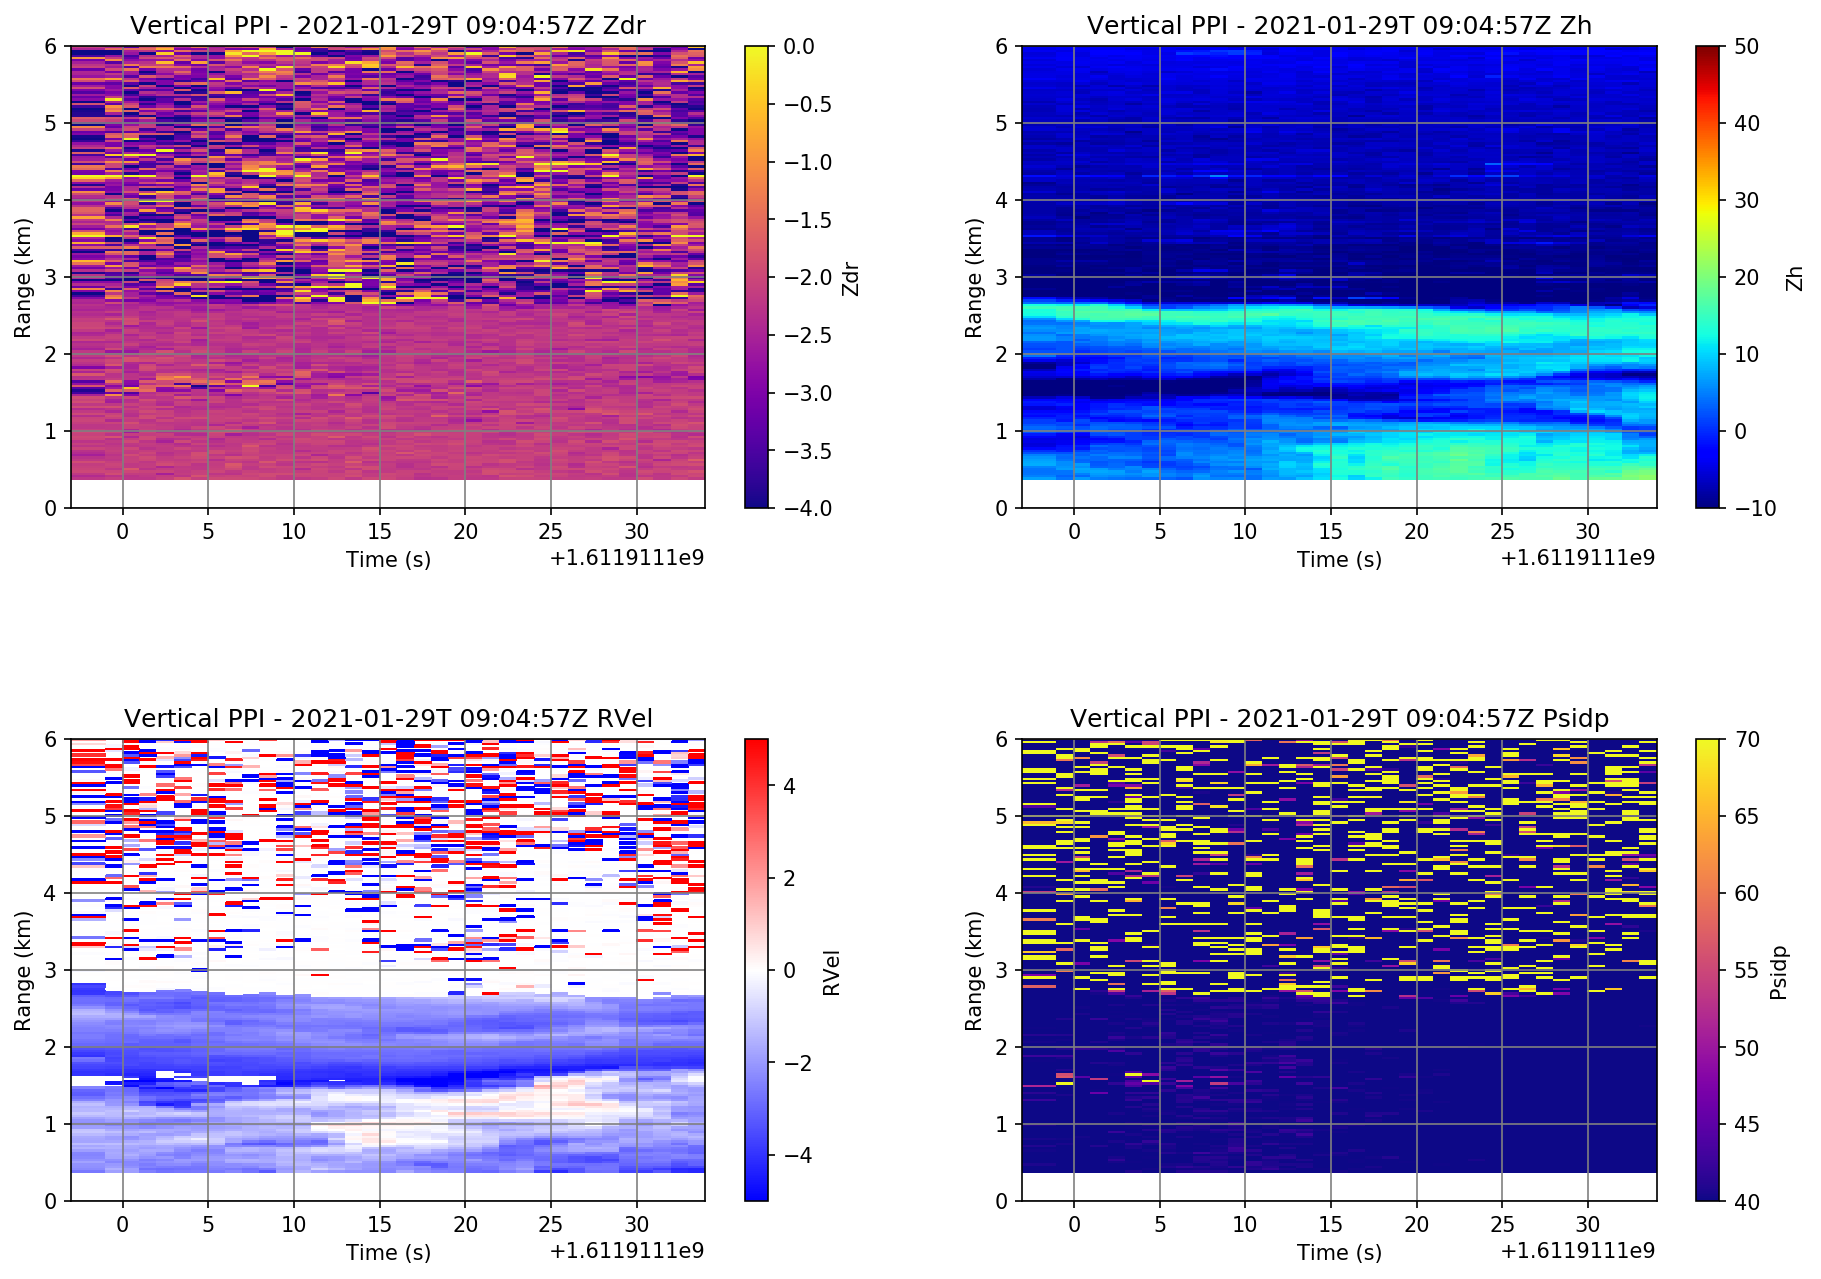 Vertical PPI - 2021-01-29T 09:04:57Z Zdr
6
5
4
3
2
1
0
Range (km)
0 5 10 15 20 25 30
Time (s)
+1.6119111e9
0.0
−0.5
−1.0
−1.5
−2.0
−2.5
−3.0
−3.5
−4.0
Zdr
Vertical PPI - 2021-01-29T 09:04:57Z Zh
6
5
4
3
2
1
0
Range (km)
0 5 10 15 20 25 30
Time (s)
+1.6119111e9
50
40
30
20
10
0
−10
Zh
Vertical PPI - 2021-01-29T 09:04:57Z RVel
6
5
4
3
2
1
0
Range (km)
0 5 10 15 20 25 30
Time (s)
+1.6119111e9
4
2
0
−2
−4
RVel
Vertical PPI - 2021-01-29T 09:04:57Z Psidp
6
5
4
3
2
1
0
Range (km)
0 5 10 15 20 25 30
Time (s)
+1.6119111e9
70
65
60
55
50
45
40
Psidp